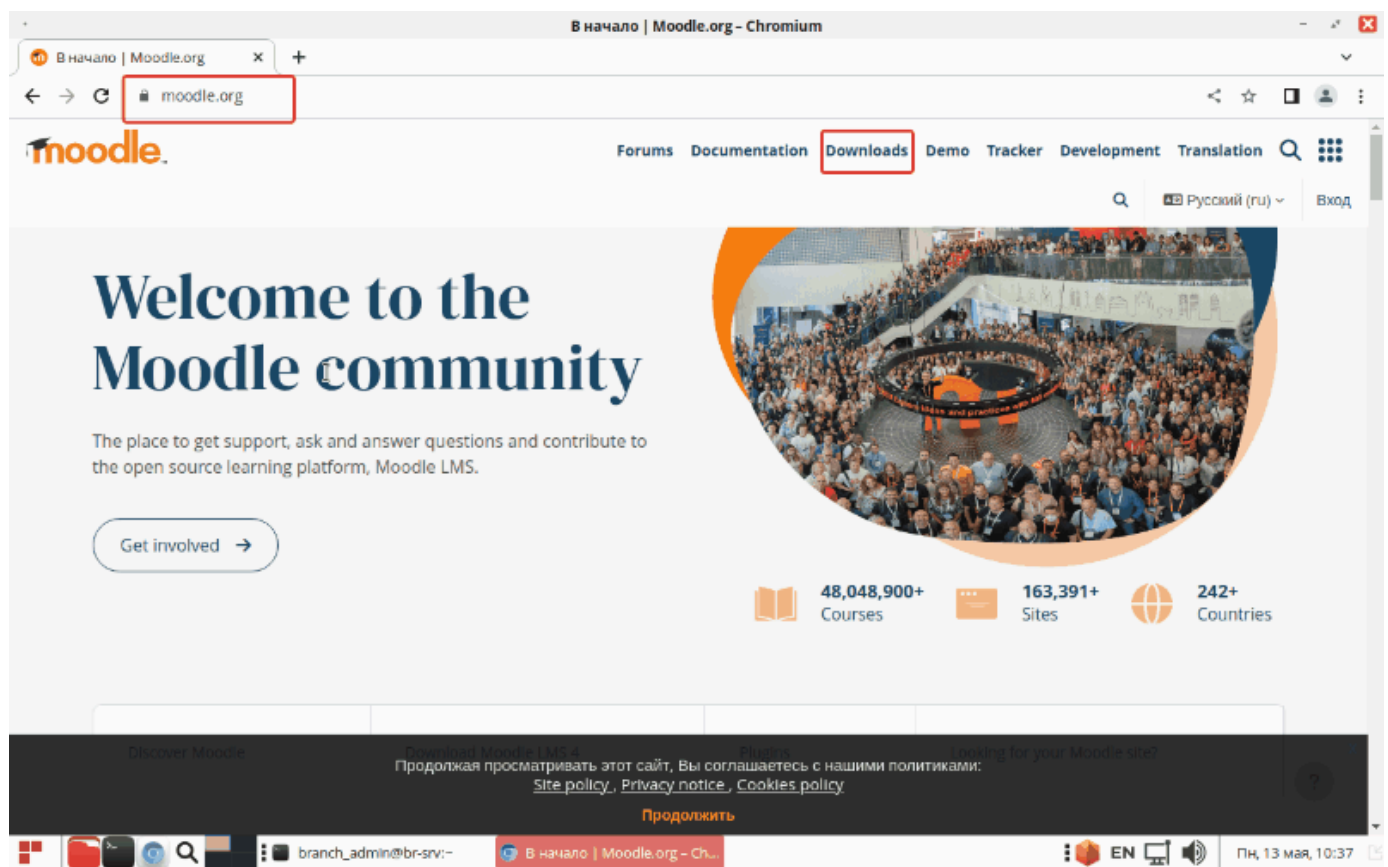 В начало | Moodle.org – Chromium
В начало | Moodle.org
moodle.org
moodle
Forums Documentation Downloads Demo Tracker Development Translation
Русский (ru)
Вход
Welcome to the
Moodle community
The place to get support, ask and answer questions and contribute to
the open source learning platform, Moodle LMS.
Get involved →
48,048,900+
Courses
163,391+
Sites
242+
Countries
Discover Moodle
Download Moodle LMS 4
Plugins
Looking for your Moodle site?
Продолжая просматривать этот сайт, Вы соглашаетесь с нашими политиками:
Site policy , Privacy notice , Cookies policy
Продолжить
?
branch_admin@br-srv:~
В начало | Moodle.org – Ch...
EN
Пн, 13 мая, 10:37